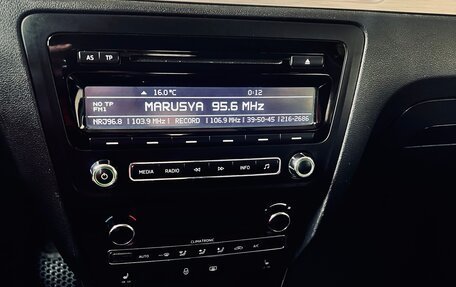 AS TP
16.0℃ 0:12
NO TP
FM1
MARUSYA 95.6 MHz
NRJ96.8 | 103.9 MHz | RECORD | 106.9 MHz | 39-50-45 | 216-2686
MEDIA RADIO INFO
CLIMATRONIC
AUTO A/C